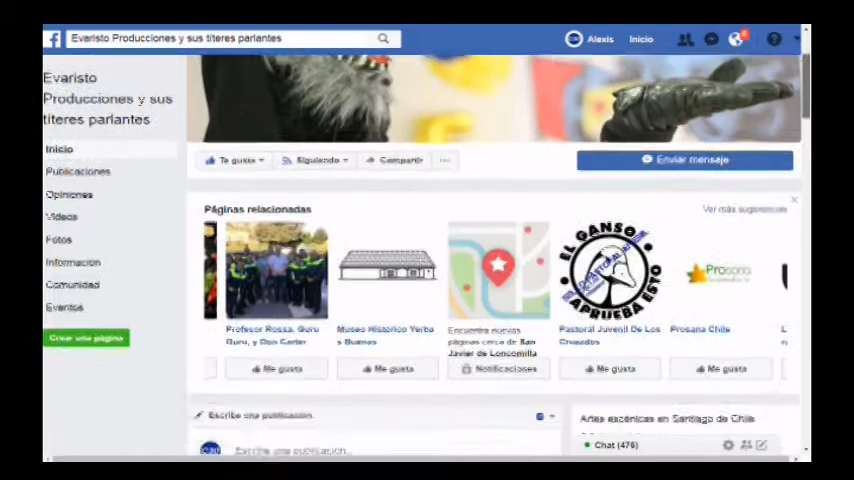 Evaristo Producciones y sus títeres parlantes
Alexis
Inicio
8
Evaristo
Producciones y sus
títeres parlantes
Inicio
Publicaciones
Opiniones
Videos
Fotos
Información
Comunidad
Eventos
Crear una página
Te gusta
Siguiendo
Compartir
Enviar mensaje
Páginas relacionadas
Ver más sugerencias
EL GANSO
APRUEBA ESTO
Prosana
Profesor Rossa, Guru
Guru, y Don Carter
Museo Historico Yerba
s Buenas
Encuentra nuevas
páginas cerca de San
Javier de Loncomilla
Pastoral Juvenil De Los
Cruzados
Prosana Chile
Me gusta
Me gusta
Notificaciones
Me gusta
Me gusta
Escribe una publicación
Escribe una publicación...
Artes escénicas en Santiago de Chile
Chat (476)